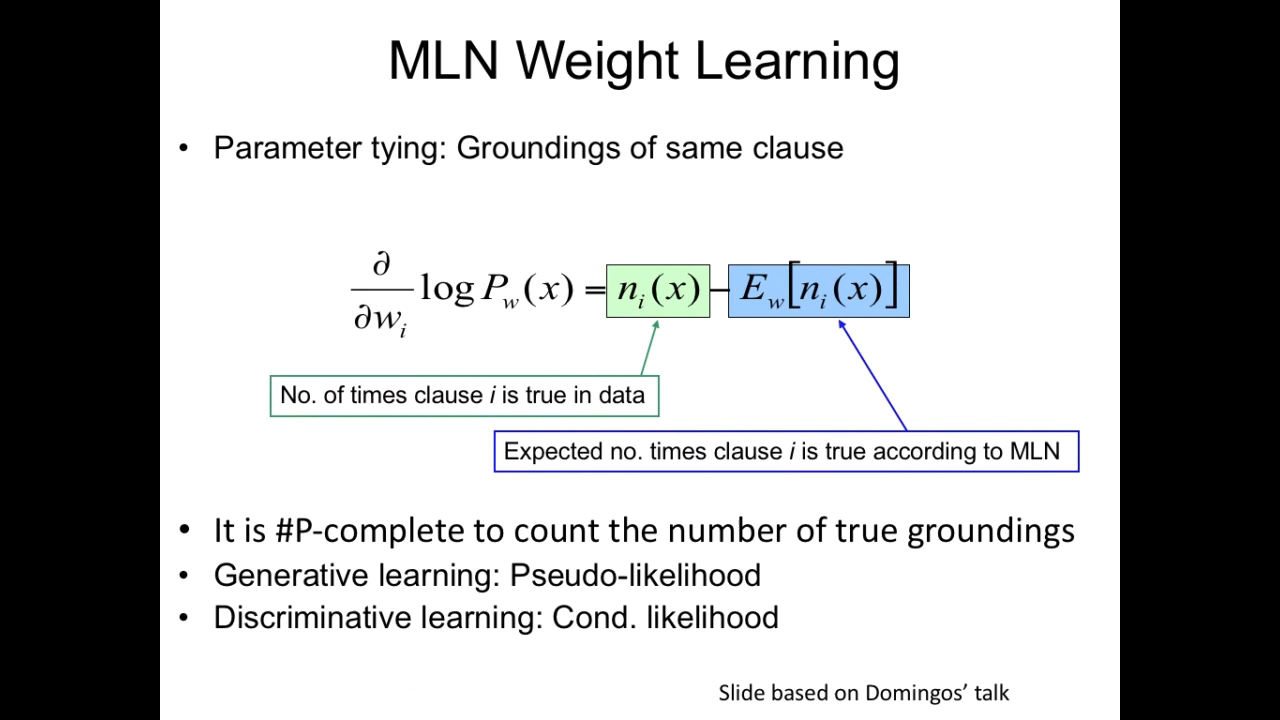 MLN Weight Learning
• Parameter tying: Groundings of same clause
∂/∂w_i log P_w(x) = n_i(x) − E_w[n_i(x)]
No. of times clause i is true in data
Expected no. times clause i is true according to MLN
• It is #P-complete to count the number of true groundings
• Generative learning: Pseudo-likelihood
• Discriminative learning: Cond. likelihood
Slide based on Domingos’ talk